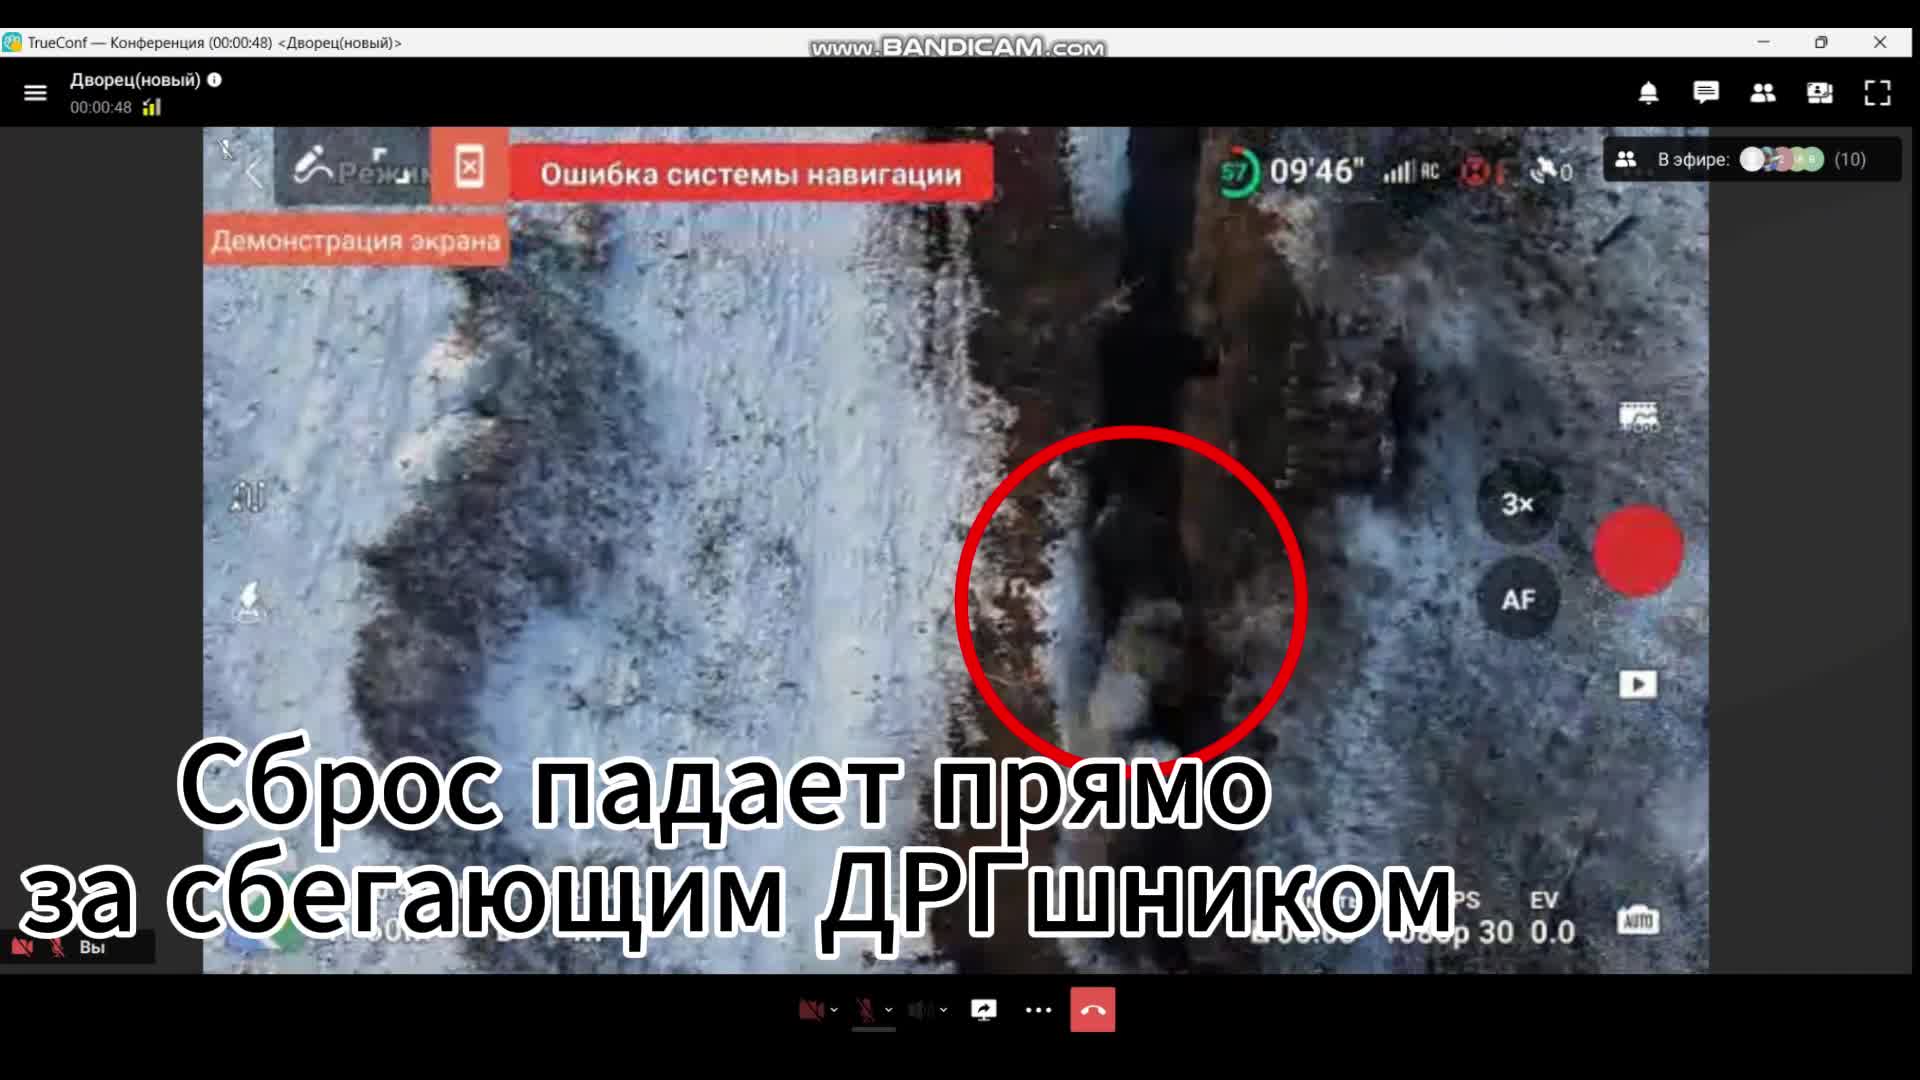 TrueConf — Конференция (00:00:48) <Дворец(новый)>
www.BANDICAM.com
Дворец(новый)
00:00:48
Режим
Ошибка системы навигации
57 09'46" RC 0
В эфире: (10)
Демонстрация экрана
3x
AF
Сброс падает прямо
за сбегающим ДРГшником
EV
1080p 30 0.0
AUTO
Вы